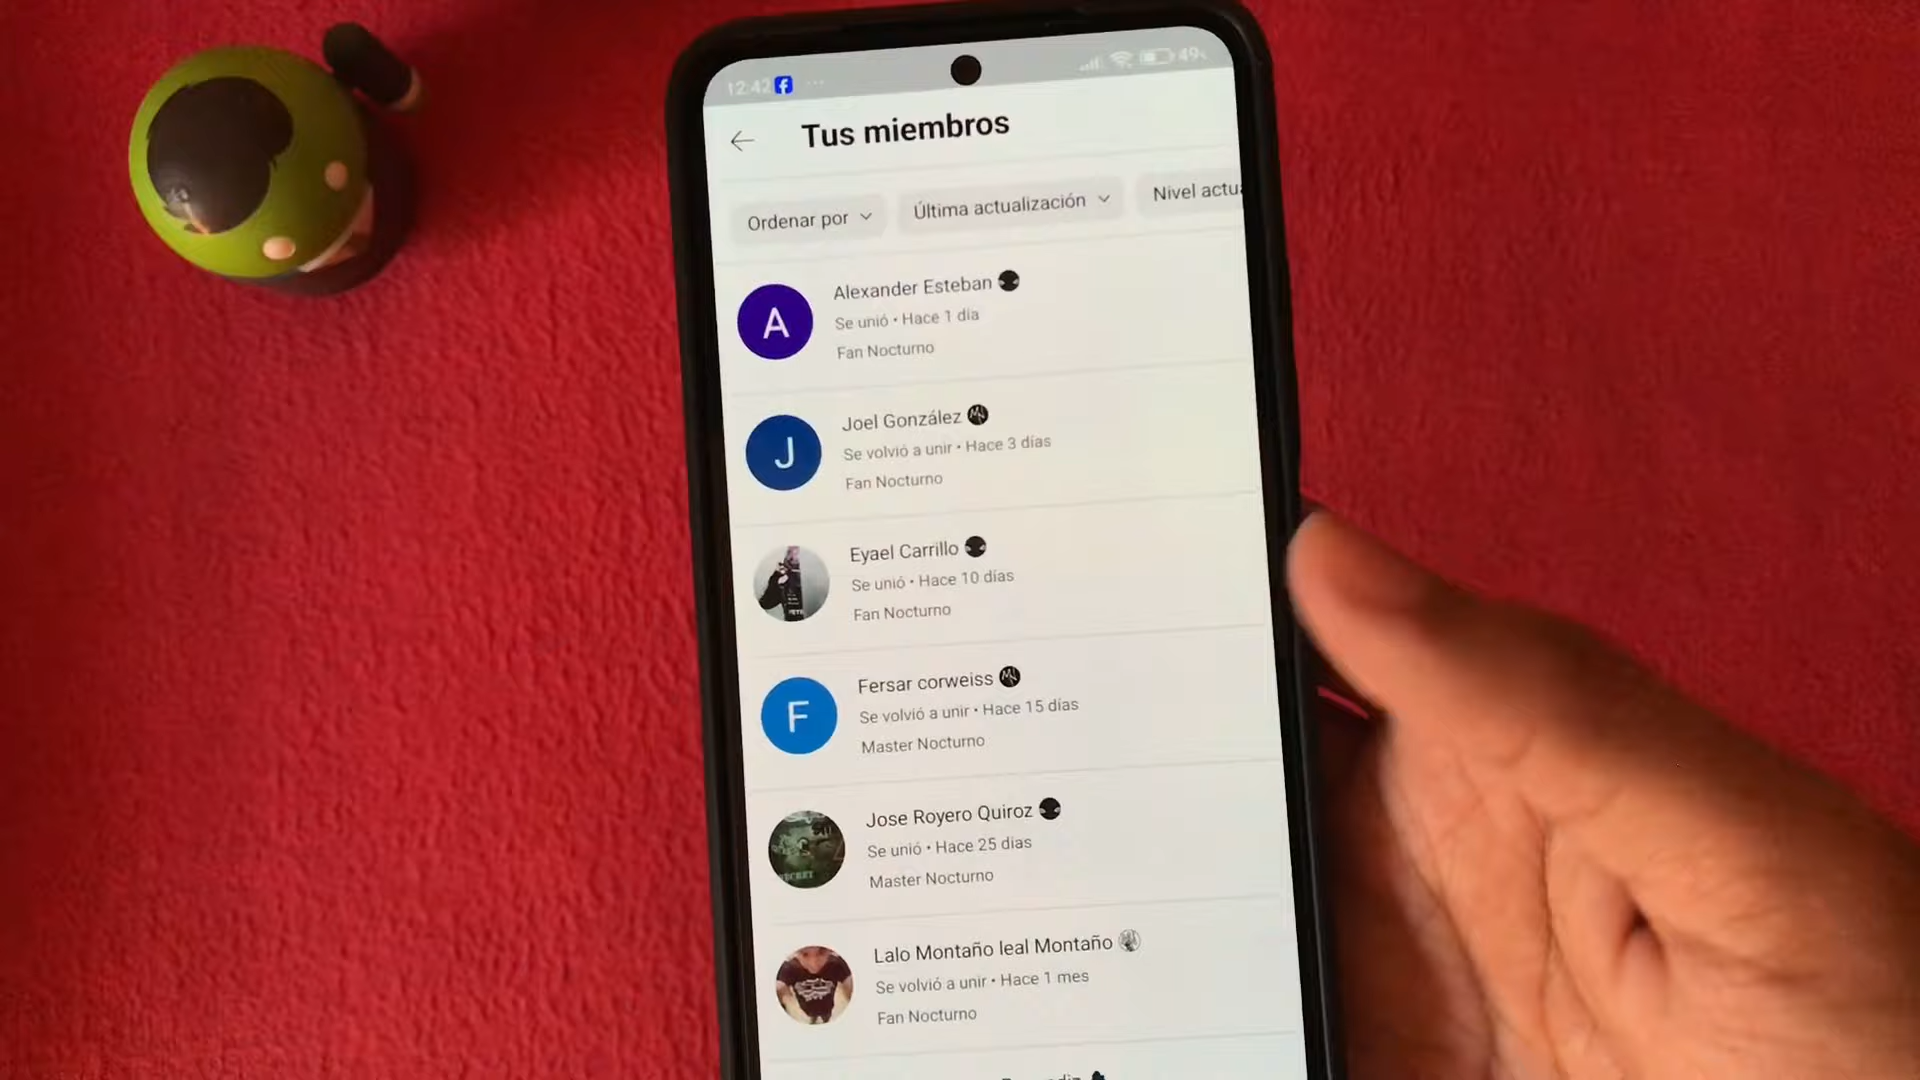 12:42
49
Tus miembros
Ordenar por
Última actualización
Nivel actu
A
Alexander Esteban
Se unió • Hace 1 día
Fan Nocturno
J
Joel González
Se volvió a unir • Hace 3 días
Fan Nocturno
Eyael Carrillo
Se unió • Hace 10 días
Fan Nocturno
F
Fersar corweiss
Se volvió a unir • Hace 15 días
Master Nocturno
Jose Royero Quiroz
Se unió • Hace 25 días
Master Nocturno
Lalo Montaño leal Montaño
Se volvió a unir • Hace 1 mes
Fan Nocturno